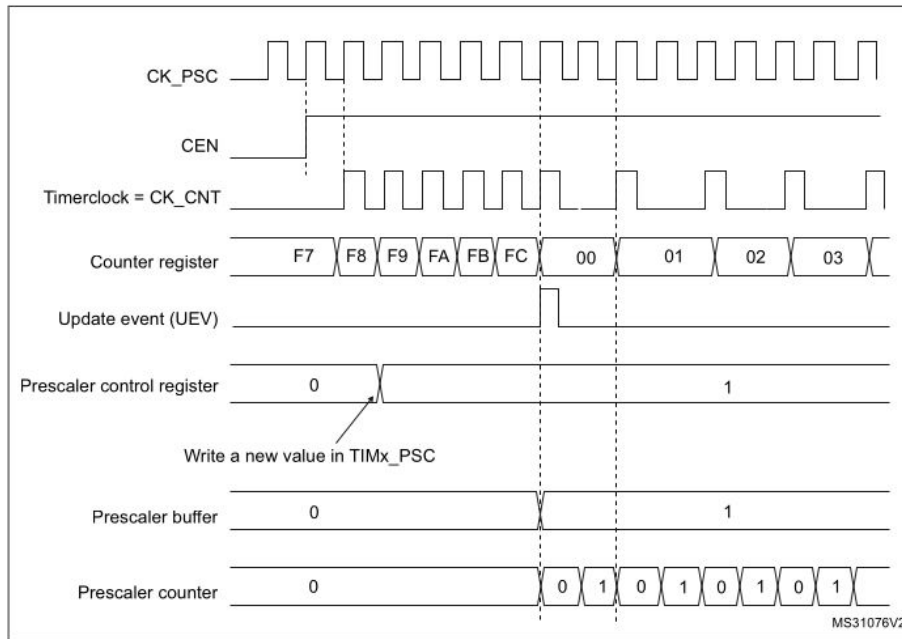 CK_PSC
CEN
Timerclock = CK_CNT
Counter register F7 F8 F9 FA FB FC 00 01 02 03
Update event (UEV)
Prescaler control register 0 1
Write a new value in TIMx_PSC
Prescaler buffer 0 1
Prescaler counter 0 0 1 0 1 0 1 0 1
MS31076V2